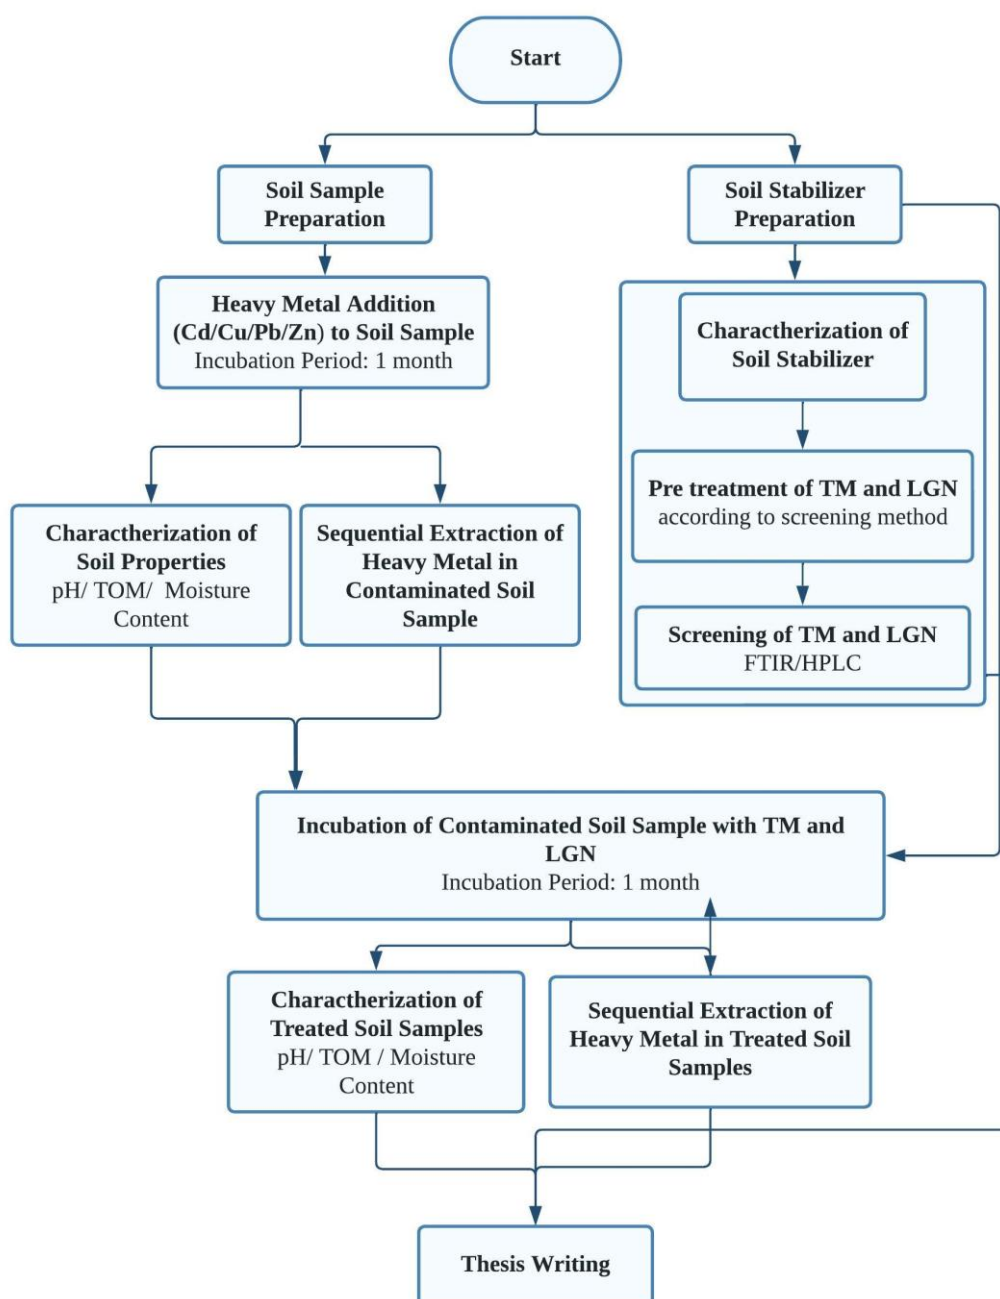 Start
Soil Sample
Preparation
Soil Stabilizer
Preparation
Heavy Metal Addition
(Cd/Cu/Pb/Zn) to Soil Sample
Incubation Period: 1 month
Charactherization of
Soil Stabilizer
Pre treatment of TM and LGN
according to screening method
Charactherization of
Soil Properties
pH/ TOM/ Moisture
Content
Sequential Extraction of
Heavy Metal in
Contaminated Soil
Sample
Screening of TM and LGN
FTIR/HPLC
Incubation of Contaminated Soil Sample with TM and
LGN
Incubation Period: 1 month
Charactherization of
Treated Soil Samples
pH/ TOM / Moisture
Content
Sequential Extraction of
Heavy Metal in Treated Soil
Samples
Thesis Writing